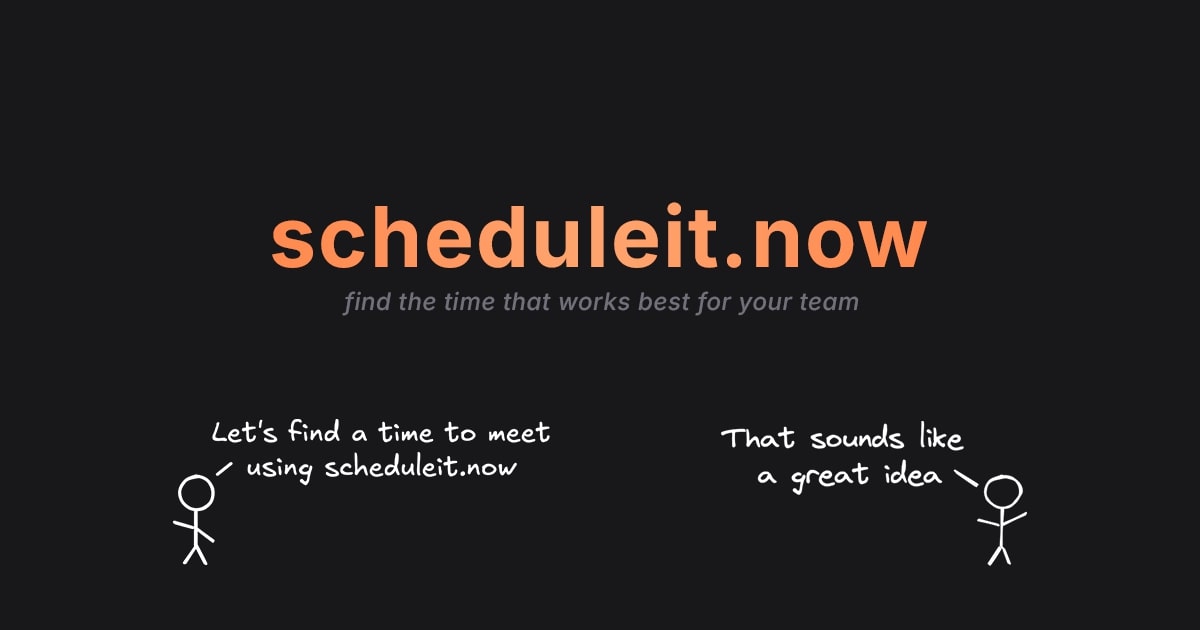 scheduleit.now
find the time that works best for your team
Let's find a time to meet
using scheduleit.now
That sounds like
a great idea